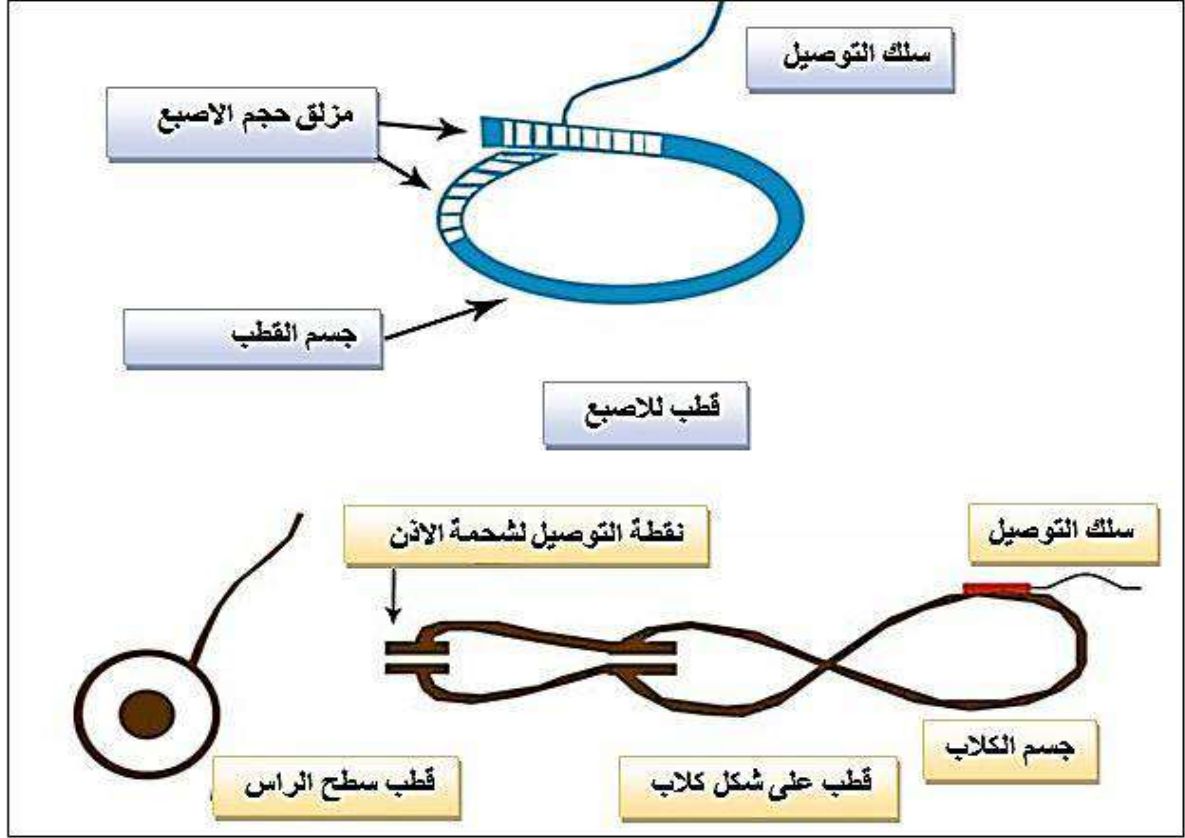 سلك التوصيل
مزلق حجم الاصبع
جسم القطب
قطب للاصبع
نقطة التوصيل لشحمة الاذن
سلك التوصيل
جسم الكلاب
قطب على شكل كلاب
قطب سطح الراس